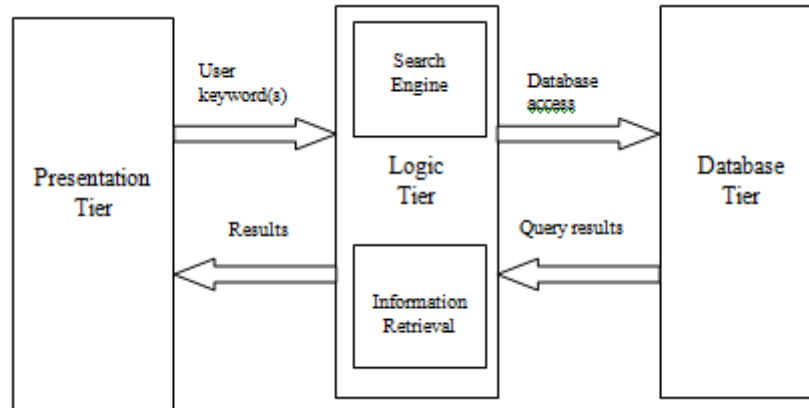 Presentation
Tier
User
keyword(s)
Results
Search
Engine
Logic
Tier
Information
Retrieval
Database
access
Query results
Database
Tier